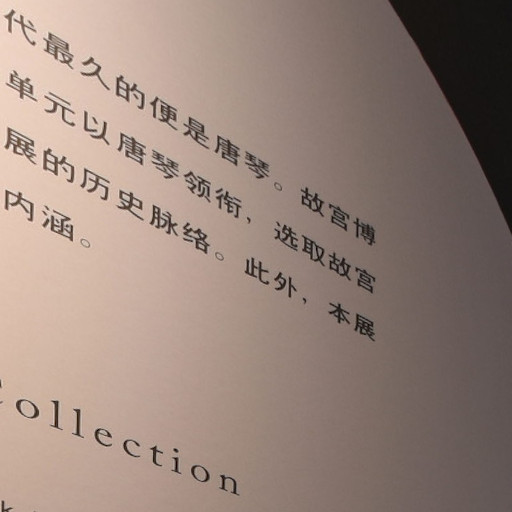 代最久的便是唐琴。故宫博
单元以唐琴领衔，选取故宫
展的历史脉络。此外，本展
内涵。
Collection